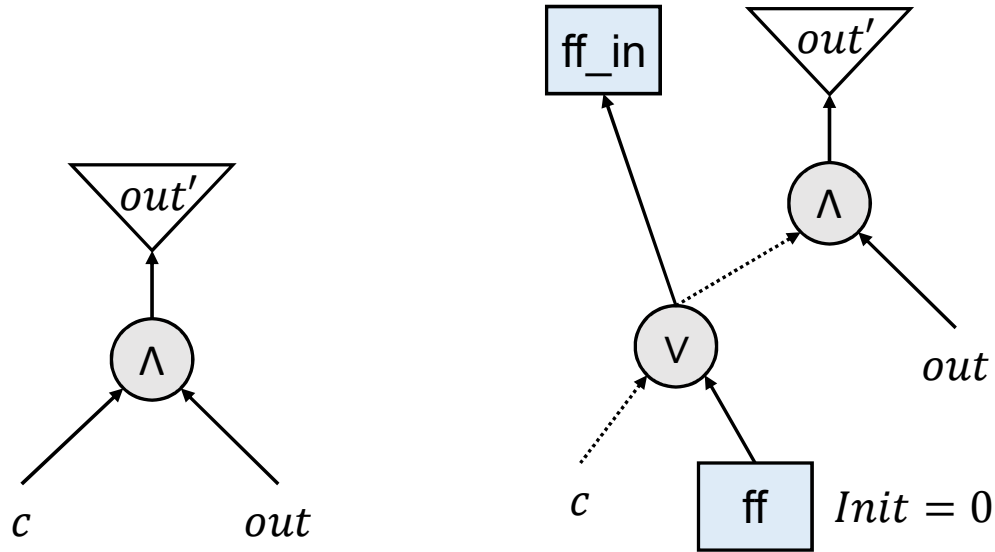 out′
∧
c
out
ff_in
out′
∧
∨
out
c
ff
Init = 0